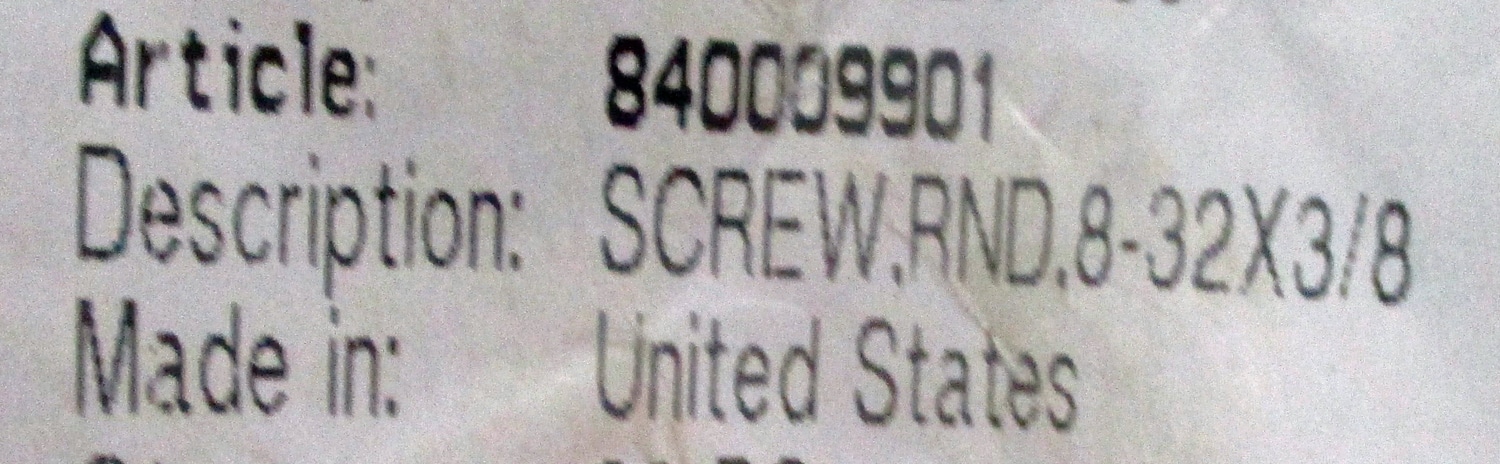 Article: 840009901
Description: SCREW,RND,8-32X3/8
Made in: United States